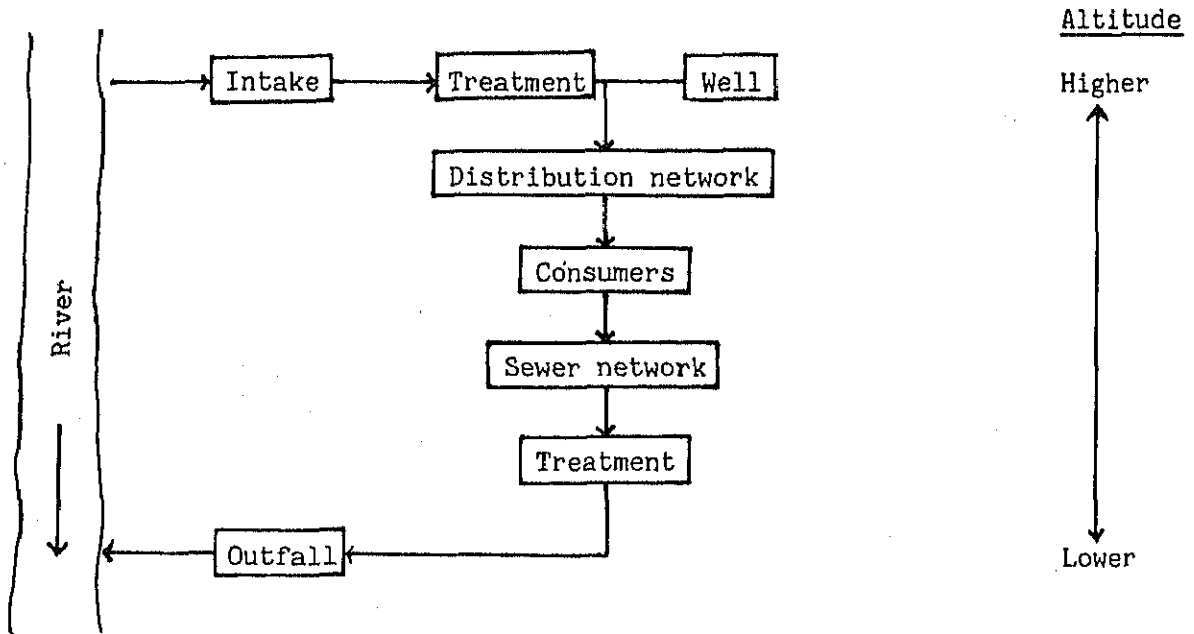 Altitude
Intake
Treatment
Well
Higher
Distribution network
Consumers
River
Sewer network
Treatment
Outfall
Lower